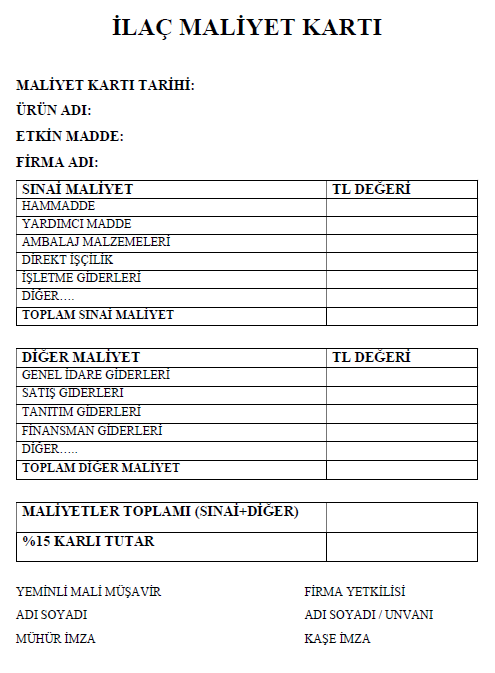 İLAÇ MALİYET KARTI
MALİYET KARTI TARİHİ:
ÜRÜN ADI:
ETKİN MADDE:
FİRMA ADI:
SINAİ MALİYET TL DEĞERİ
HAMMADDE
YARDIMCI MADDE
AMBALAJ MALZEMELERİ
DİREKT İŞÇİLİK
İŞLETME GİDERLERİ
DİĞER….
TOPLAM SINAİ MALİYET
DİĞER MALİYET TL DEĞERİ
GENEL İDARE GİDERLERİ
SATIŞ GİDERLERİ
TANITIM GİDERLERİ
FİNANSMAN GİDERLERİ
DİĞER…..
TOPLAM DİĞER MALİYET
MALİYETLER TOPLAMI (SINAİ+DİĞER)
%15 KARLI TUTAR
YEMİNLİ MALİ MÜŞAVİR FİRMA YETKİLİSİ
ADI SOYADI ADI SOYADI / UNVANI
MÜHÜR İMZA KAŞE İMZA